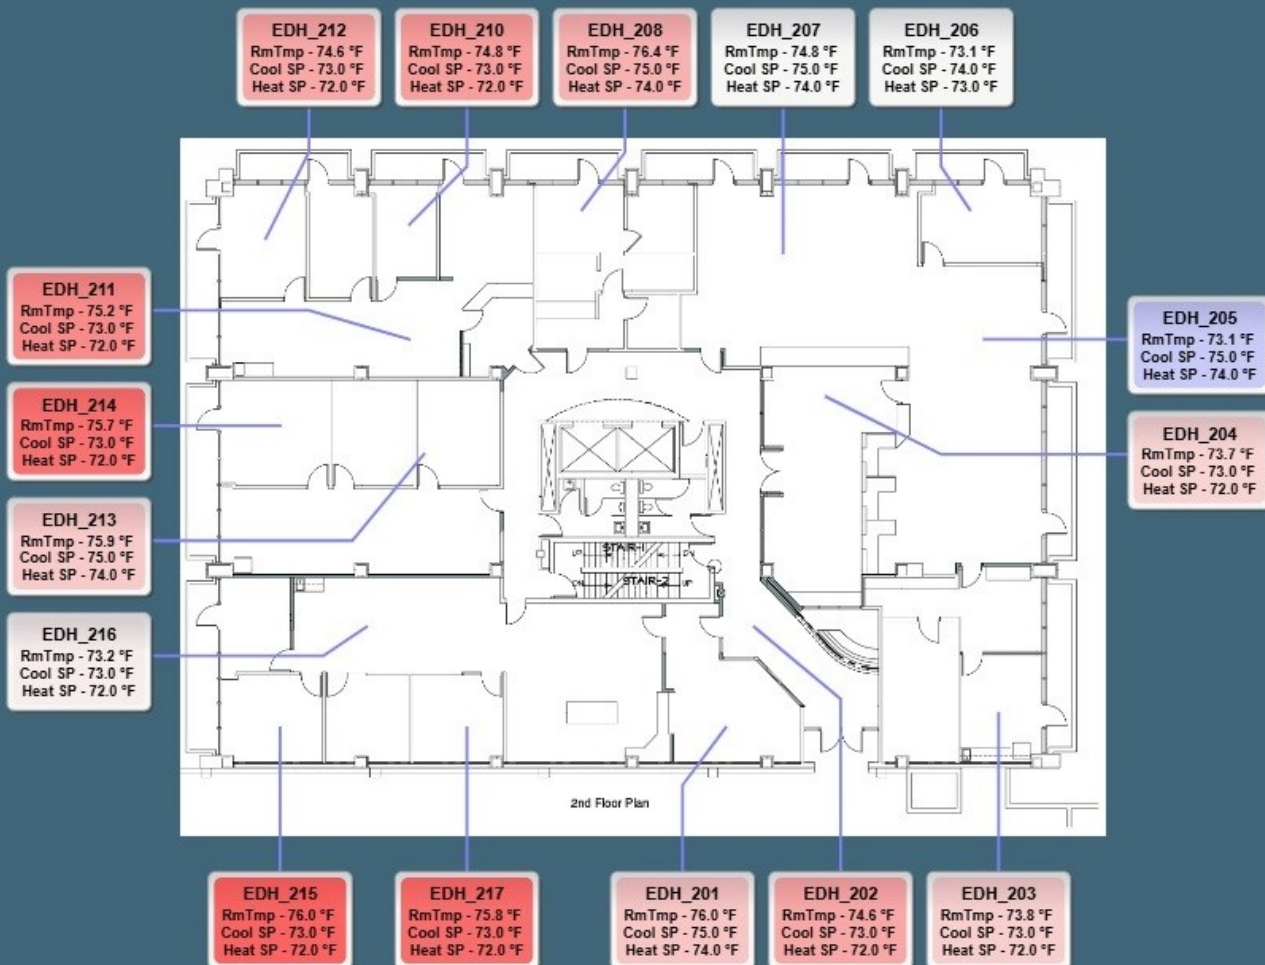 EDH_212
RmTmp - 74.6 °F
Cool SP - 73.0 °F
Heat SP - 72.0 °F
EDH_210
RmTmp - 74.8 °F
Cool SP - 73.0 °F
Heat SP - 72.0 °F
EDH_208
RmTmp - 76.4 °F
Cool SP - 75.0 °F
Heat SP - 74.0 °F
EDH_207
RmTmp - 74.8 °F
Cool SP - 75.0 °F
Heat SP - 74.0 °F
EDH_206
RmTmp - 73.1 °F
Cool SP - 74.0 °F
Heat SP - 73.0 °F
EDH_211
RmTmp - 75.2 °F
Cool SP - 73.0 °F
Heat SP - 72.0 °F
EDH_205
RmTmp - 73.1 °F
Cool SP - 75.0 °F
Heat SP - 74.0 °F
EDH_214
RmTmp - 75.7 °F
Cool SP - 73.0 °F
Heat SP - 72.0 °F
EDH_204
RmTmp - 73.7 °F
Cool SP - 73.0 °F
Heat SP - 72.0 °F
EDH_213
RmTmp - 75.9 °F
Cool SP - 75.0 °F
Heat SP - 74.0 °F
STAIR-1
DN
STAIR-2
UP
EDH_216
RmTmp - 73.2 °F
Cool SP - 73.0 °F
Heat SP - 72.0 °F
2nd Floor Plan
EDH_215
RmTmp - 76.0 °F
Cool SP - 73.0 °F
Heat SP - 72.0 °F
EDH_217
RmTmp - 75.8 °F
Cool SP - 73.0 °F
Heat SP - 72.0 °F
EDH_201
RmTmp - 76.0 °F
Cool SP - 75.0 °F
Heat SP - 74.0 °F
EDH_202
RmTmp - 74.6 °F
Cool SP - 73.0 °F
Heat SP - 72.0 °F
EDH_203
RmTmp - 73.8 °F
Cool SP - 73.0 °F
Heat SP - 72.0 °F